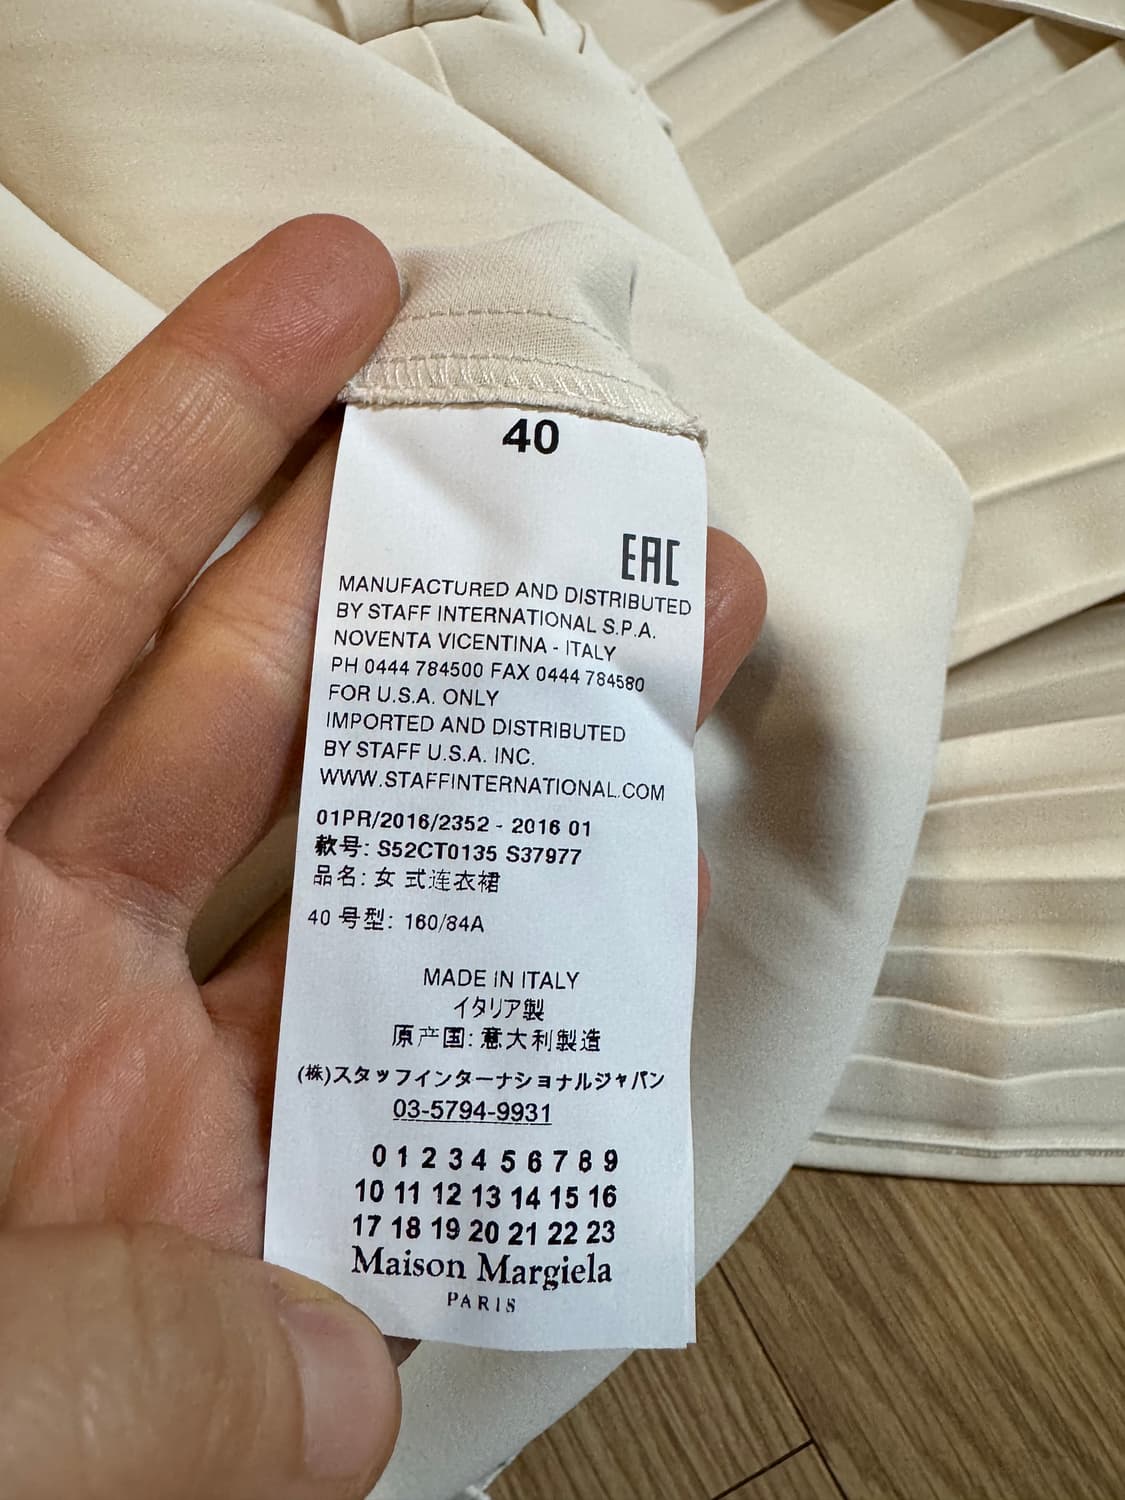 40
EAC
MANUFACTURED AND DISTRIBUTED
BY STAFF INTERNATIONAL S.P.A.
NOVENTA VICENTINA - ITALY
PH 0444 784500 FAX 0444 784580
FOR U.S.A. ONLY
IMPORTED AND DISTRIBUTED
BY STAFF U.S.A. INC.
WWW.STAFFINTERNATIONAL.COM
01PR/2016/2352 - 2016 01
款号: S52CT0135 S37977
品名: 女 式连衣裙
40 号型: 160/84A
MADE IN ITALY
イタリア製
原产国: 意大利製造
(株)スタッフインターナショナルジャパン
03-5794-9931
0 1 2 3 4 5 6 7 8 9
10 11 12 13 14 15 16
17 18 19 20 21 22 23
Maison Margiela
PARIS